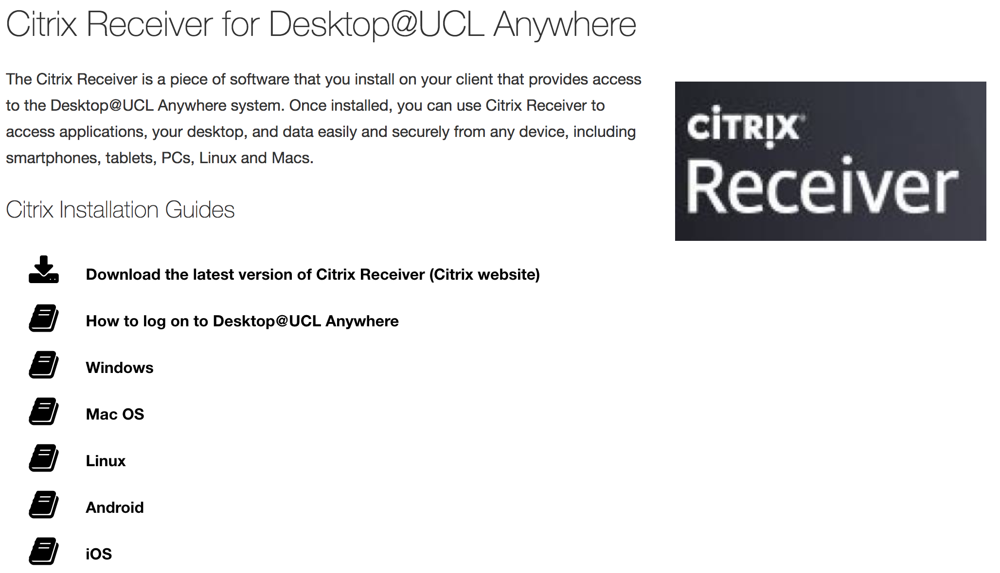 Citrix Receiver for Desktop@UCL Anywhere
The Citrix Receiver is a piece of software that you install on your client that provides access
to the Desktop@UCL Anywhere system. Once installed, you can use Citrix Receiver to
access applications, your desktop, and data easily and securely from any device, including
smartphones, tablets, PCs, Linux and Macs.
CiTRiX®
Receiver
Citrix Installation Guides
Download the latest version of Citrix Receiver (Citrix website)
How to log on to Desktop@UCL Anywhere
Windows
Mac OS
Linux
Android
iOS